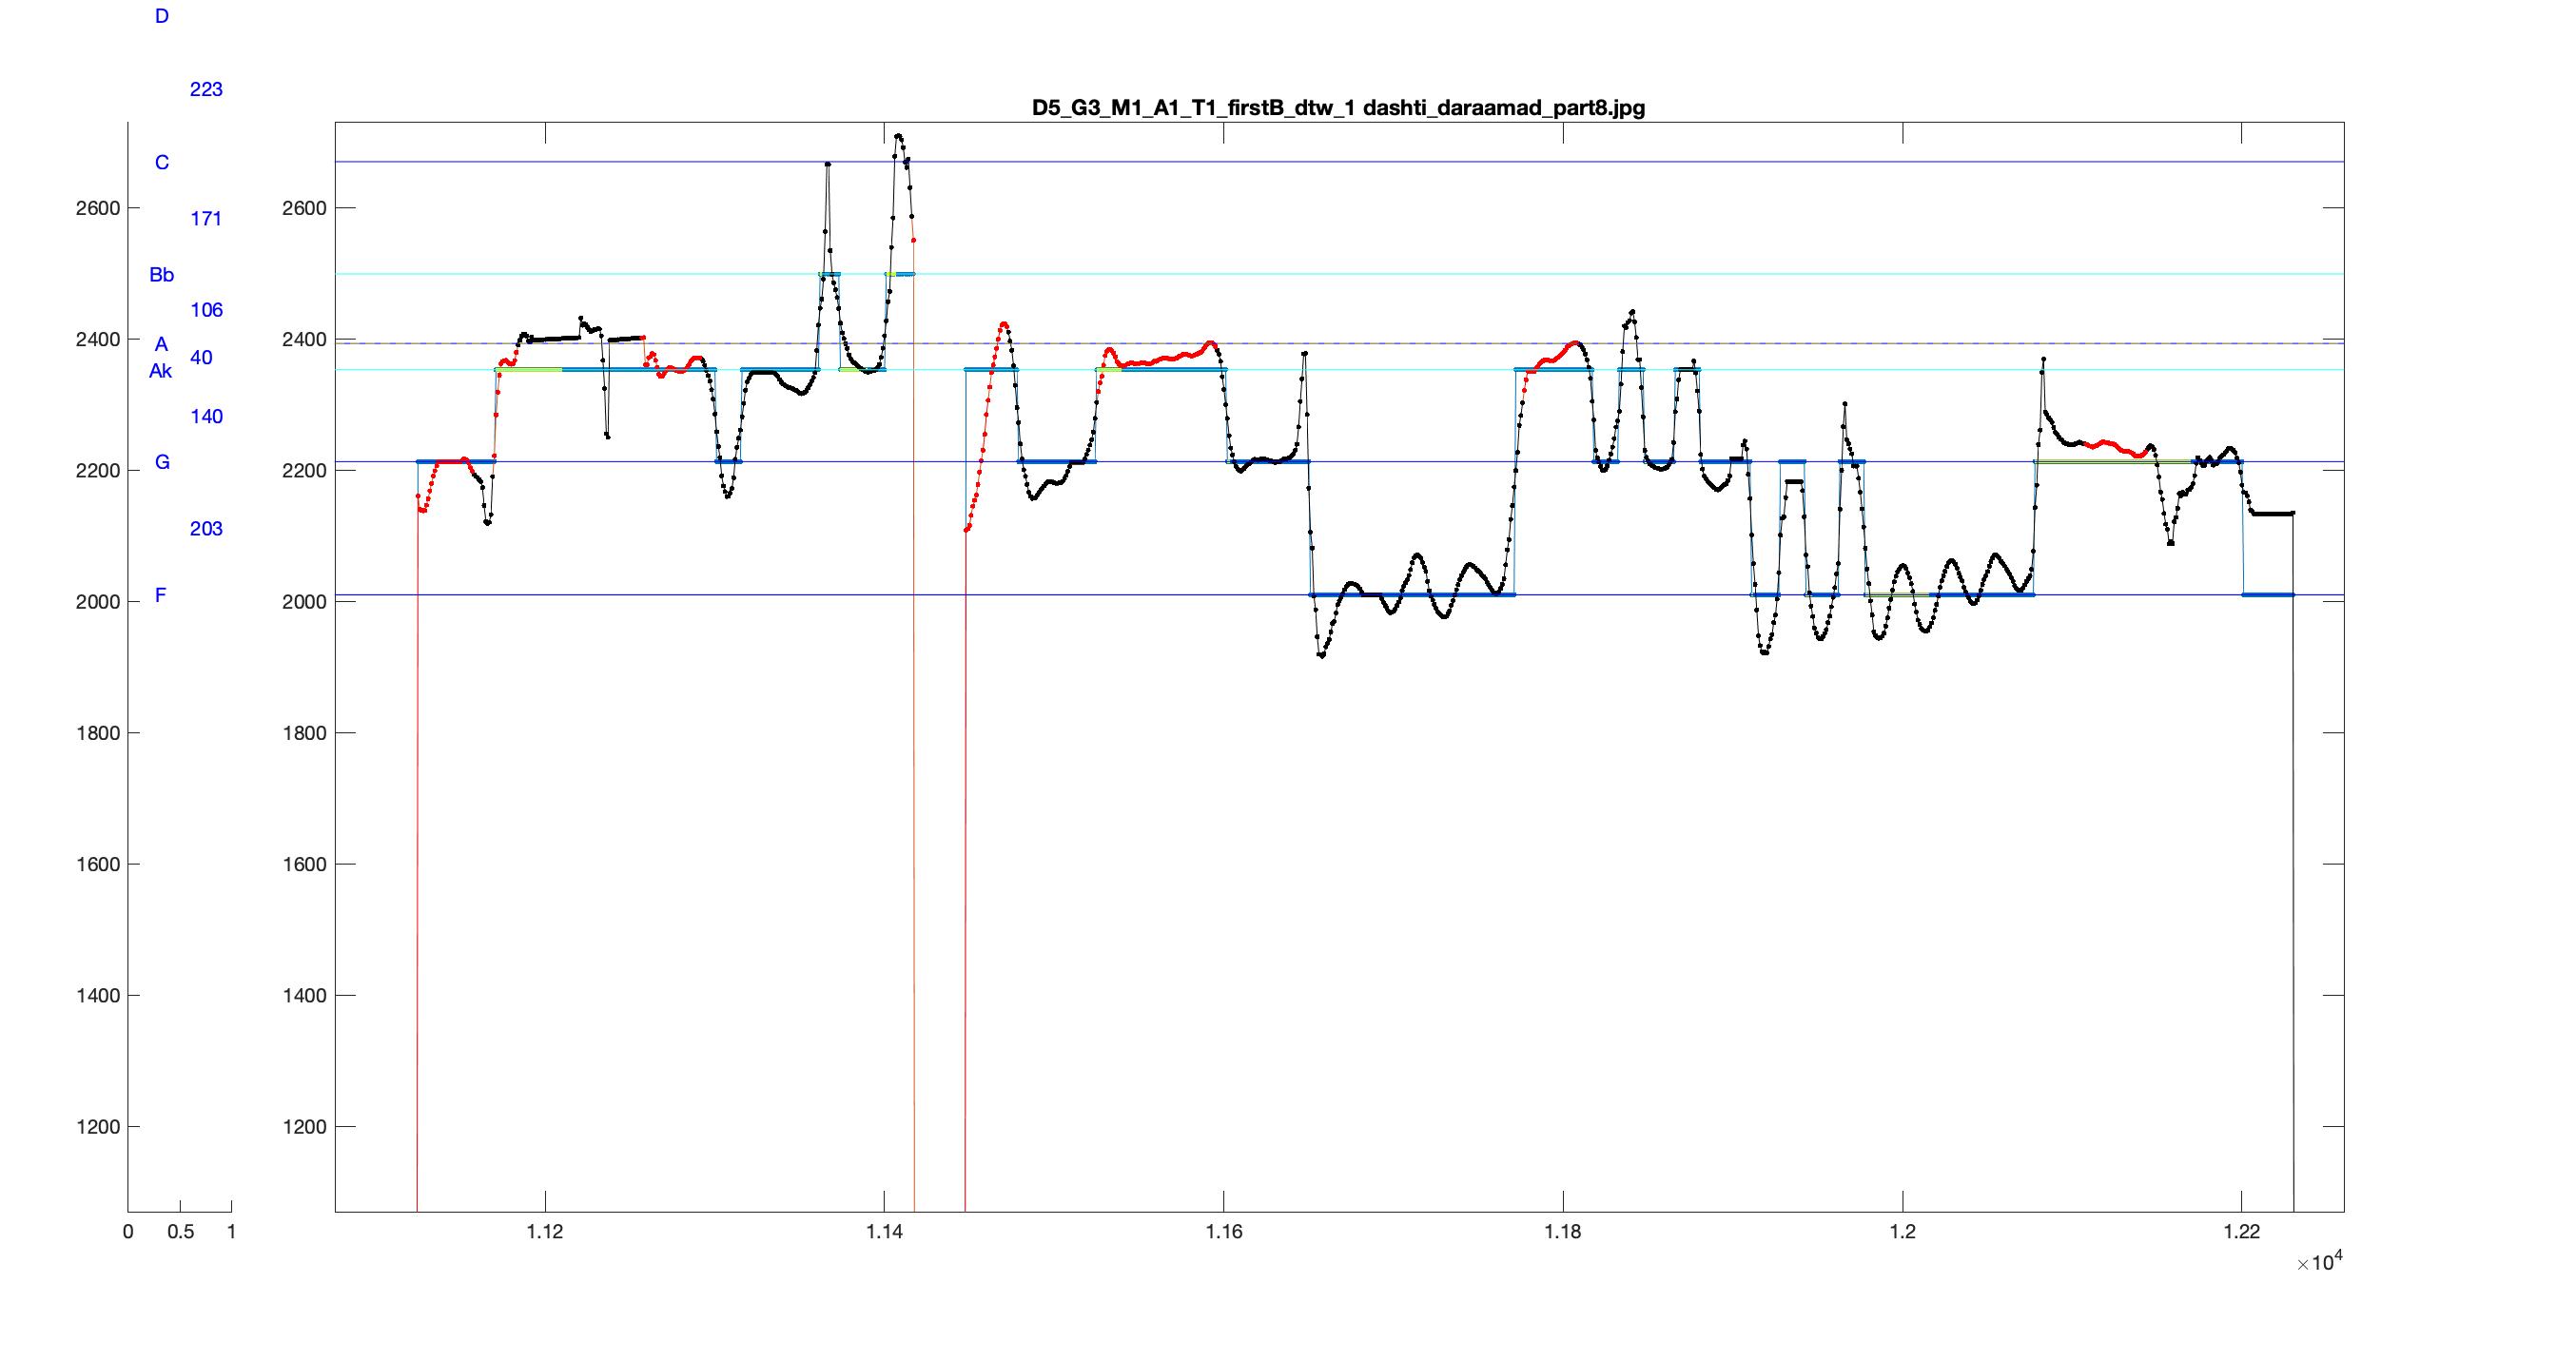 D
223
D5_G3_M1_A1_T1_firstB_dtw_1 dashti_daraamad_part8.jpg
C
2600 171 2600
Bb
106
2400 A 2400
40
Ak
140
2200 G 2200
203
2000 F 2000
1800 1800
1600 1600
1400 1400
1200 1200
0 0.5 1 1.12 1.14 1.16 1.18 1.2 1.22
×10^4